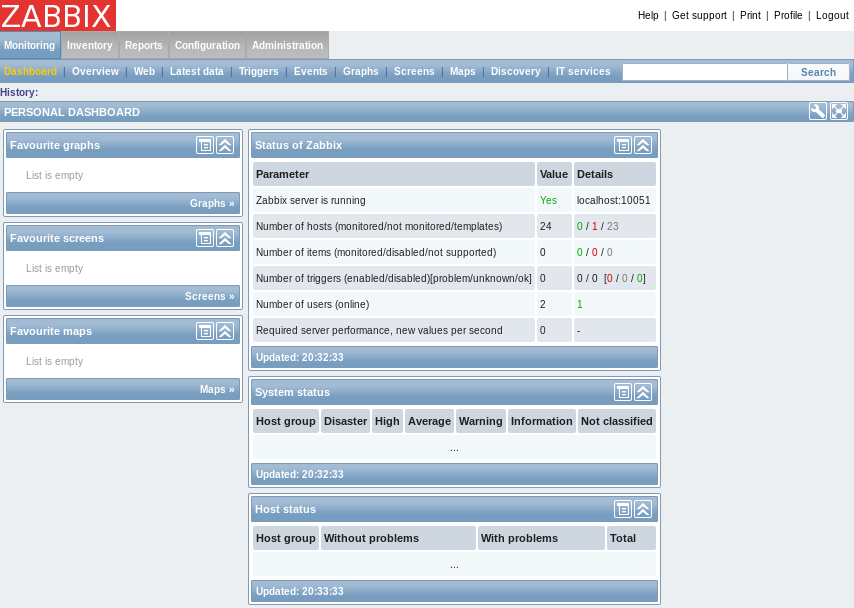 ZABBIX
Help | Get support | Print | Profile | Logout
Monitoring Inventory Reports Configuration Administration
Dashboard | Overview | Web | Latest data | Triggers | Events | Graphs | Screens | Maps | Discovery | IT services Search
History:
PERSONAL DASHBOARD
Favourite graphs
List is empty
Graphs »
Favourite screens
List is empty
Screens »
Favourite maps
List is empty
Maps »
Status of Zabbix
Parameter Value Details
Zabbix server is running Yes localhost:10051
Number of hosts (monitored/not monitored/templates) 24 0 / 1 / 23
Number of items (monitored/disabled/not supported) 0 0 / 0 / 0
Number of triggers (enabled/disabled)[problem/unknown/ok] 0 0 / 0 [0 / 0 / 0]
Number of users (online) 2 1
Required server performance, new values per second 0 -
Updated: 20:32:33
System status
Host group Disaster High Average Warning Information Not classified
...
Updated: 20:32:33
Host status
Host group Without problems With problems Total
...
Updated: 20:33:33